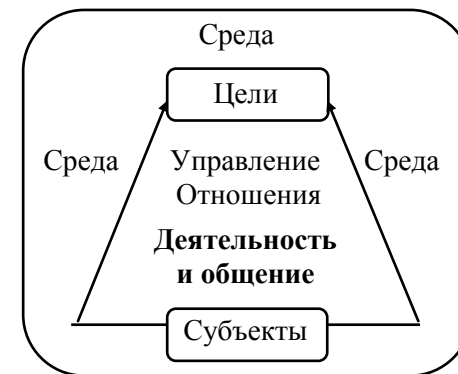 Среда
Цели
Среда
Управление
Среда
Отношения
Деятельность
и общение
Субъекты